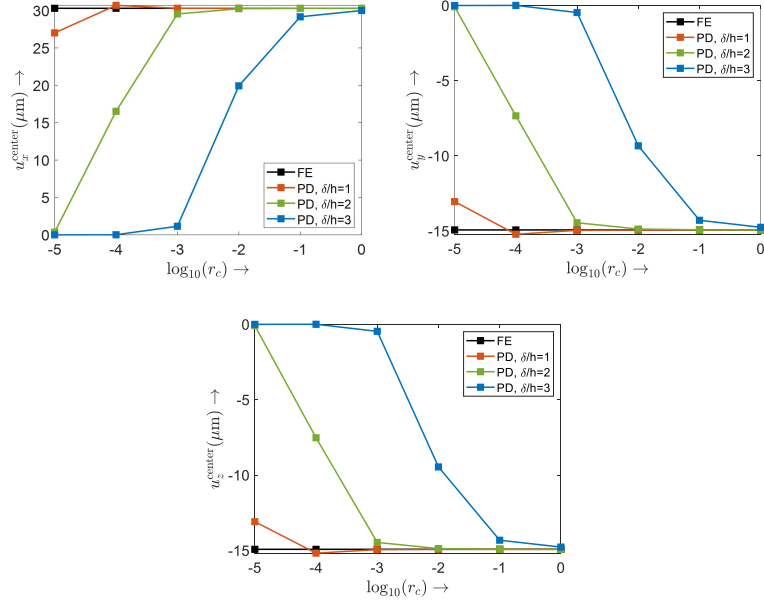 30
25
20
15
10
5
0
-5
-4
-3
-2
-1
0
u_x^center(μm) →
log10(r_c) →
FE
PD, δ/h=1
PD, δ/h=2
PD, δ/h=3
0
-5
-10
-15
-5
-4
-3
-2
-1
0
u_y^center(μm) →
log10(r_c) →
FE
PD, δ/h=1
PD, δ/h=2
PD, δ/h=3
0
-5
-10
-15
-5
-4
-3
-2
-1
0
u_z^center(μm) →
log10(r_c) →
FE
PD, δ/h=1
PD, δ/h=2
PD, δ/h=3